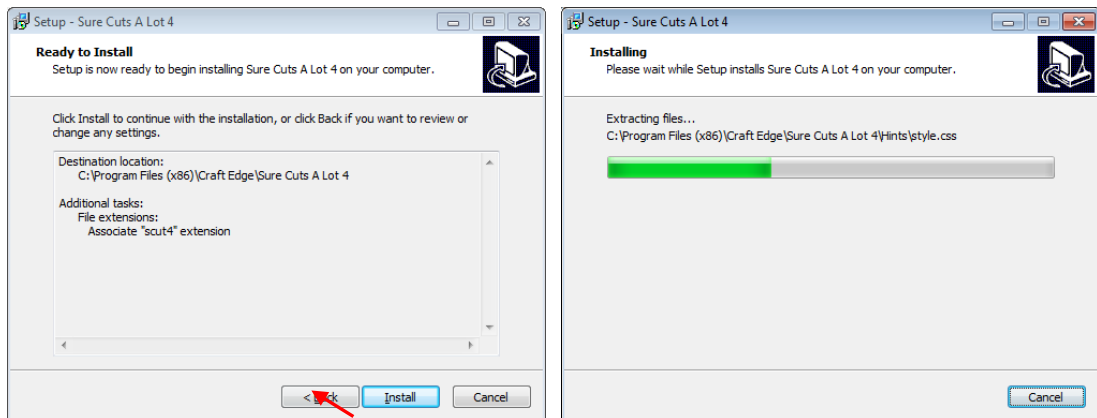 Setup - Sure Cuts A Lot 4
Ready to Install
Setup is now ready to begin installing Sure Cuts A Lot 4 on your computer.
Click Install to continue with the installation, or click Back if you want to review or
change any settings.
Destination location:
C:\Program Files (x86)\Craft Edge\Sure Cuts A Lot 4
Additional tasks:
File extensions:
Associate "scut4" extension
<
Install
Cancel
Setup - Sure Cuts A Lot 4
Installing
Please wait while Setup installs Sure Cuts A Lot 4 on your computer.
Extracting files...
C:\Program Files (x86)\Craft Edge\Sure Cuts A Lot 4\Hints\style.css
Cancel